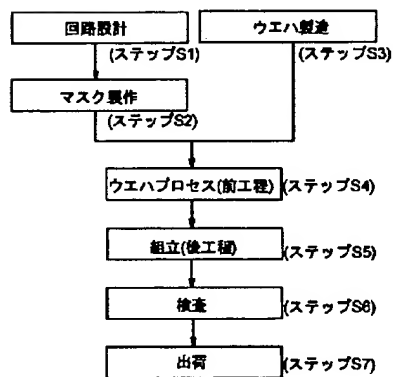 回路設計
ウエハ製造
(ステップS1)
(ステップS3)
マスク製作
(ステップS2)
ウエハプロセス(前工程)
(ステップS4)
組立(後工程)
(ステップS5)
検査
(ステップS6)
出荷
(ステップS7)